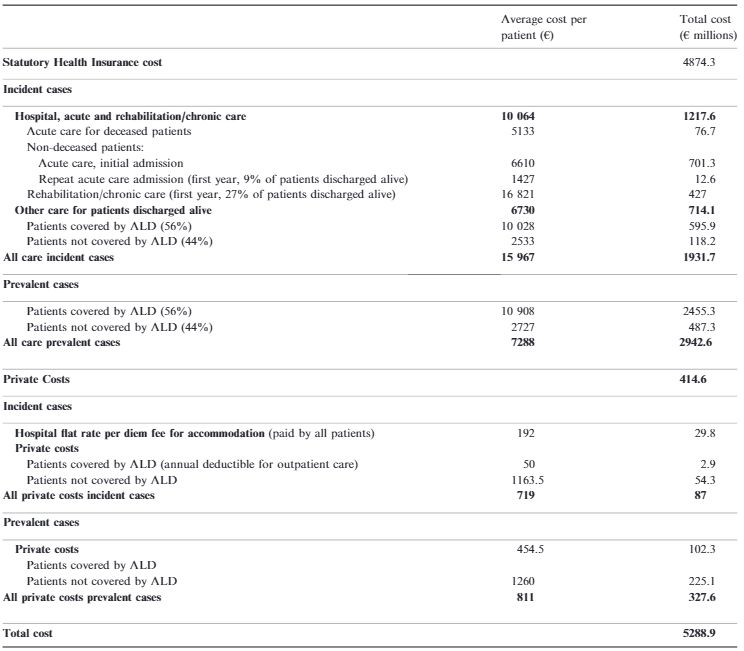 Average cost per patient (€) Total cost (€ millions)
Statutory Health Insurance cost 4874.3
Incident cases
Hospital, acute and rehabilitation/chronic care 10 064 1217.6
Acute care for deceased patients 5133 76.7
Non-deceased patients:
Acute care, initial admission 6610 701.3
Repeat acute care admission (first year, 9% of patients discharged alive) 1427 12.6
Rehabilitation/chronic care (first year, 27% of patients discharged alive) 16 821 427
Other care for patients discharged alive 6730 714.1
Patients covered by ALD (56%) 10 028 595.9
Patients not covered by ALD (44%) 2533 118.2
All care incident cases 15 967 1931.7
Prevalent cases
Patients covered by ALD (56%) 10 908 2455.3
Patients not covered by ALD (44%) 2727 487.3
All care prevalent cases 7288 2942.6
Private Costs 414.6
Incident cases
Hospital flat rate per diem fee for accommodation (paid by all patients) 192 29.8
Private costs
Patients covered by ALD (annual deductible for outpatient care) 50 2.9
Patients not covered by ALD 1163.5 54.3
All private costs incident cases 719 87
Prevalent cases
Private costs 454.5 102.3
Patients covered by ALD
Patients not covered by ALD 1260 225.1
All private costs prevalent cases 811 327.6
Total cost 5288.9